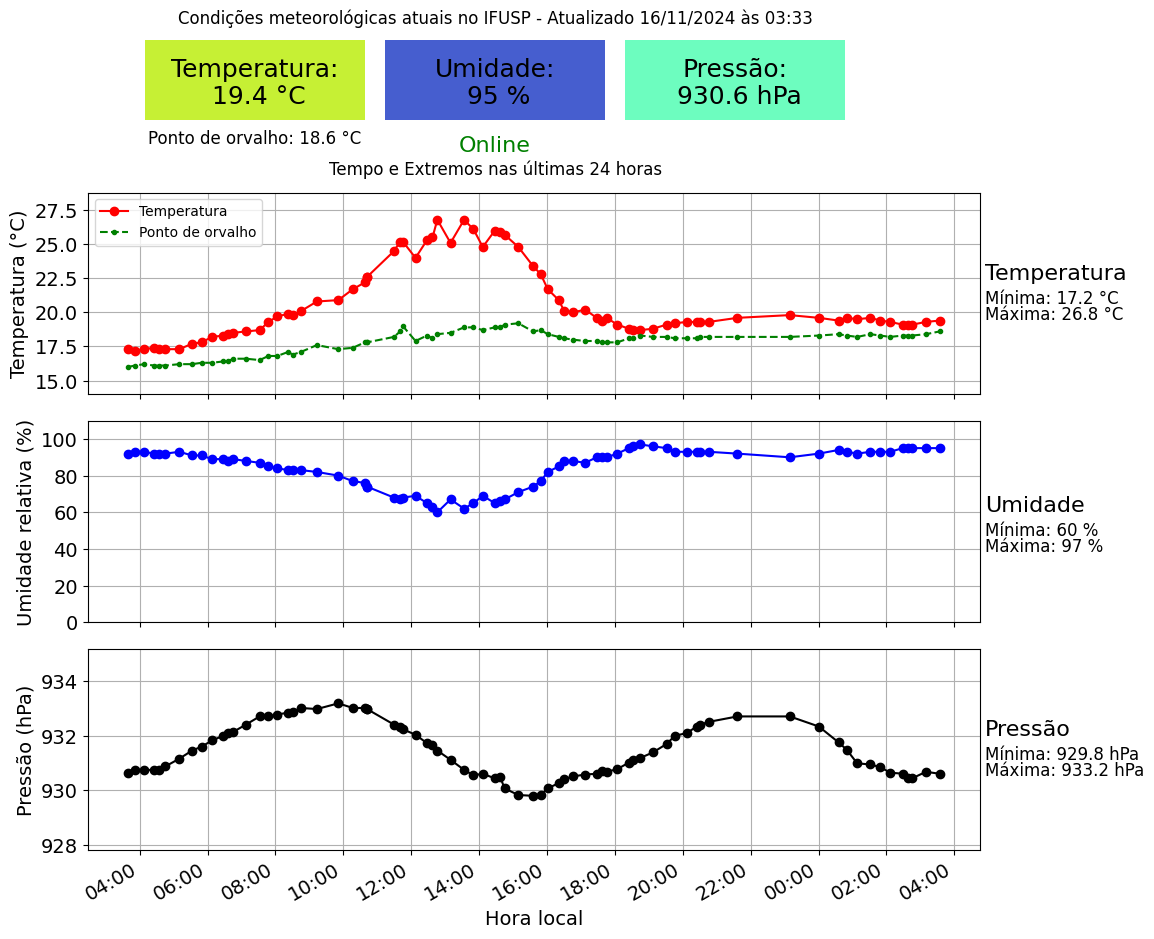 Condições meteorológicas atuais no IFUSP - Atualizado 16/11/2024 às 03:33
Temperatura:
19.4 °C
Umidade:
95 %
Pressão:
930.6 hPa
Ponto de orvalho: 18.6 °C
Online
Tempo e Extremos nas últimas 24 horas
Temperatura (°C)
27.5
25.0
22.5
20.0
17.5
15.0
Temperatura
Ponto de orvalho
Temperatura
Mínima: 17.2 °C
Máxima: 26.8 °C
Umidade relativa (%)
100
80
60
40
20
0
Umidade
Mínima: 60 %
Máxima: 97 %
Pressão (hPa)
934
932
930
928
Pressão
Mínima: 929.8 hPa
Máxima: 933.2 hPa
04:00
06:00
08:00
10:00
12:00
14:00
16:00
18:00
20:00
22:00
00:00
02:00
04:00
Hora local